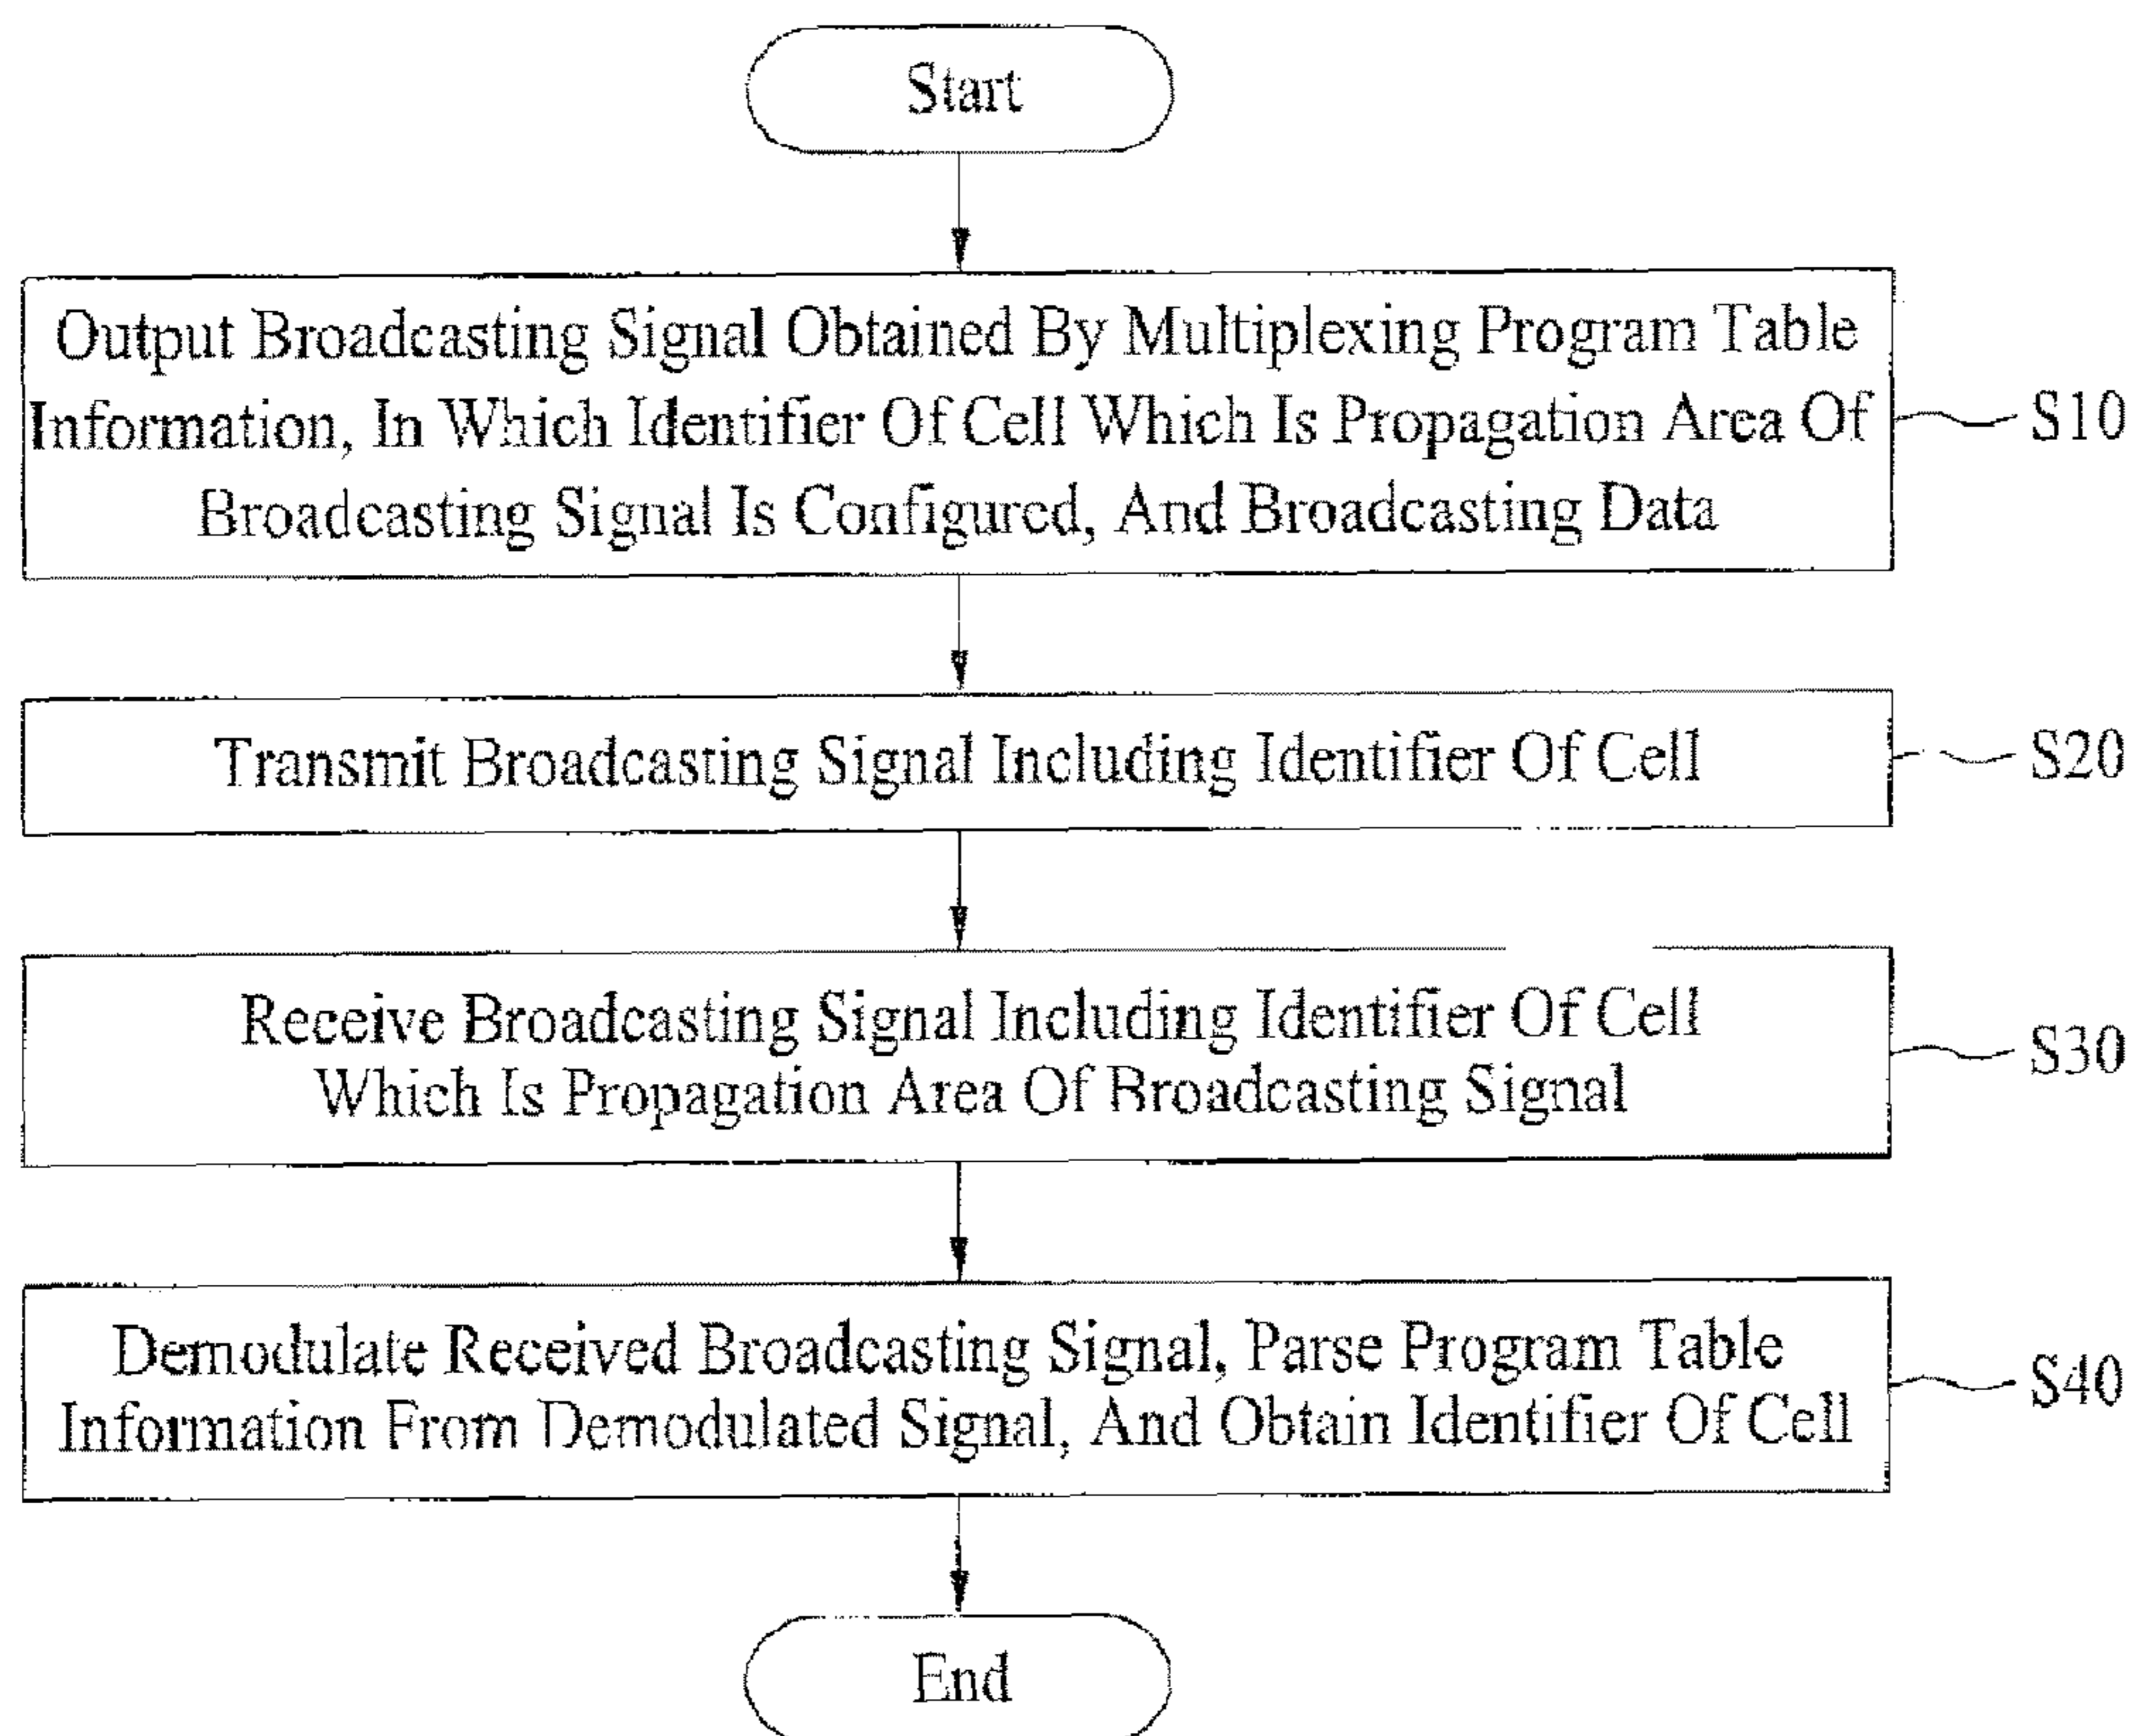 Start
Output Broadcasting Signal Obtained By Multiplexing Program Table
Information, In Which Identifier Of Cell Which Is Propagation Area Of
Broadcasting Signal Is Configured, And Broadcasting Data
S10
Transmit Broadcasting Signal Including Identifier Of Cell
S20
Receive Broadcasting Signal Including Identifier Of Cell
Which Is Propagation Area Of Broadcasting Signal
S30
Demodulate Received Broadcasting Signal, Parse Program Table
Information From Demodulated Signal, And Obtain Identifier Of Cell
S40
End